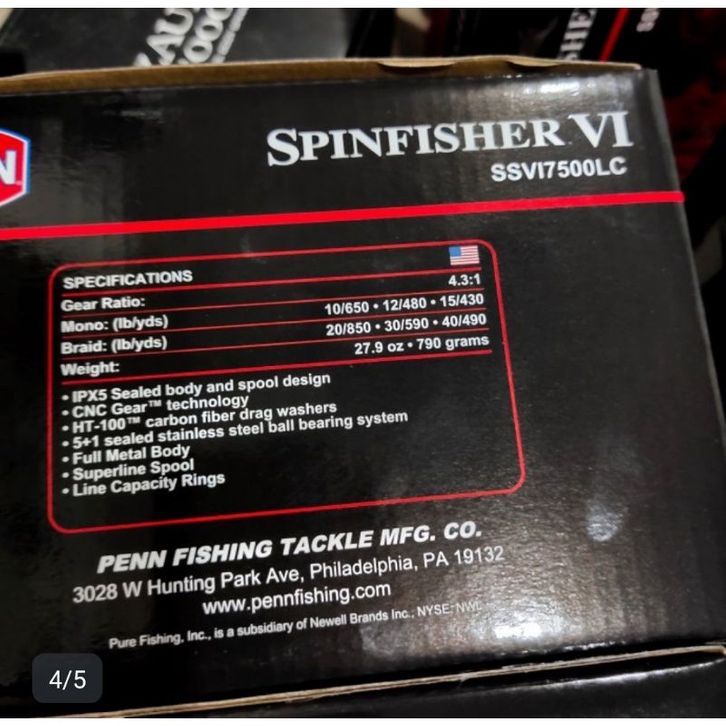 SPINFISHER VI
SSVI7500LC
N
SPECIFICATIONS
Gear Ratio: 4.3:1
Mono: (lb/yds) 10/650 • 12/480 • 15/430
Braid: (lb/yds) 20/850 • 30/590 • 40/490
Weight: 27.9 oz • 790 grams
• IPX5 Sealed body and spool design
• CNC Gear™ technology
• HT-100™ carbon fiber drag washers
• 5+1 sealed stainless steel ball bearing system
• Full Metal Body
• Superline Spool
• Line Capacity Rings
PENN FISHING TACKLE MFG. CO.
3028 W Hunting Park Ave, Philadelphia, PA 19132
www.pennfishing.com
Pure Fishing, Inc., is a subsidiary of Newell Brands Inc., NYSE: NWL
4/5